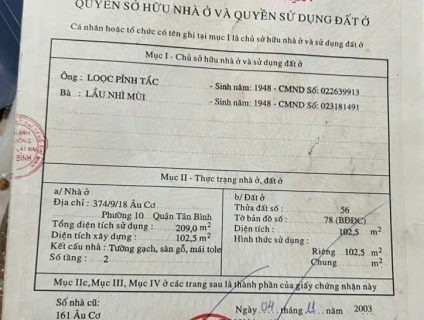 QUYỀN SỞ HỮU NHÀ Ở VÀ QUYỀN SỬ DỤNG ĐẤT Ở
Cá nhân hoặc tổ chức có tên ghi tại mục I là chủ sở hữu nhà ở và sử dụng đất ở
Mục I - Chủ sở hữu nhà ở và sử dụng đất ở
Ông : LOỌC PÌNH TẮC - Sinh năm: 1948 - CMND Số: 022639913
Bà : LẦU NHÌ MÙI - Sinh năm: 1948 - CMND Số: 023181491
Mục II - Thực trạng nhà ở, đất ở
a/ Nhà ở
Địa chỉ : 374/9/18 Âu Cơ
Phường 10 Quận Tân Bình
Tổng diện tích sử dụng : 209,0 m2
Diện tích xây dựng : 102,5 m2
Kết cấu nhà : Tường gạch, sàn gỗ, mái tole
Số tầng : 2
b/ Đất ở
Thửa đất số : 56
Tờ bản đồ số : 78 (BĐĐC)
Diện tích : 102,5 m2
Hình thức sử dụng :
Riêng 102,5 m2
Chung m2
Mục IIc, Mục III, Mục IV ở các trang sau là thành phần của giấy chứng nhận này
Số nhà cũ:
161 Âu Cơ
Ngày 04 tháng 11 năm 2003